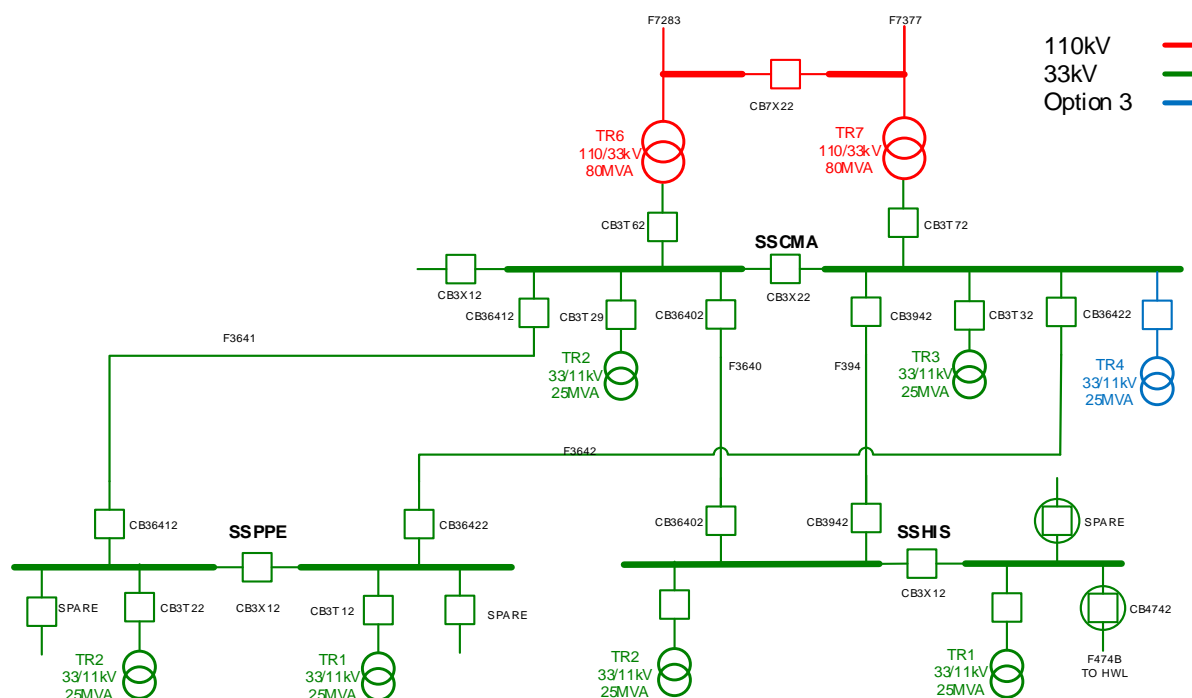 F7283
F7377
110kV
33kV
Option 3
CB7X22
TR6
110/33kV
80MVA
TR7
110/33kV
80MVA
CB3T62
CB3T72
SSCMA
CB3X12
CB3X22
CB36412
CB3T29
CB36402
CB3942
CB3T32
CB36422
F3641
TR2
33/11kV
25MVA
F3640
F394
TR3
33/11kV
25MVA
TR4
33/11kV
25MVA
F3642
CB36412
SSPPE
CB36422
CB36402
CB3942
SSHIS
SPARE
SPARE
CB3T22
CB3X12
CB3T12
SPARE
CB3X12
CB4742
TR2
33/11kV
25MVA
TR1
33/11kV
25MVA
TR2
33/11kV
25MVA
TR1
33/11kV
25MVA
F474B
TO HWL